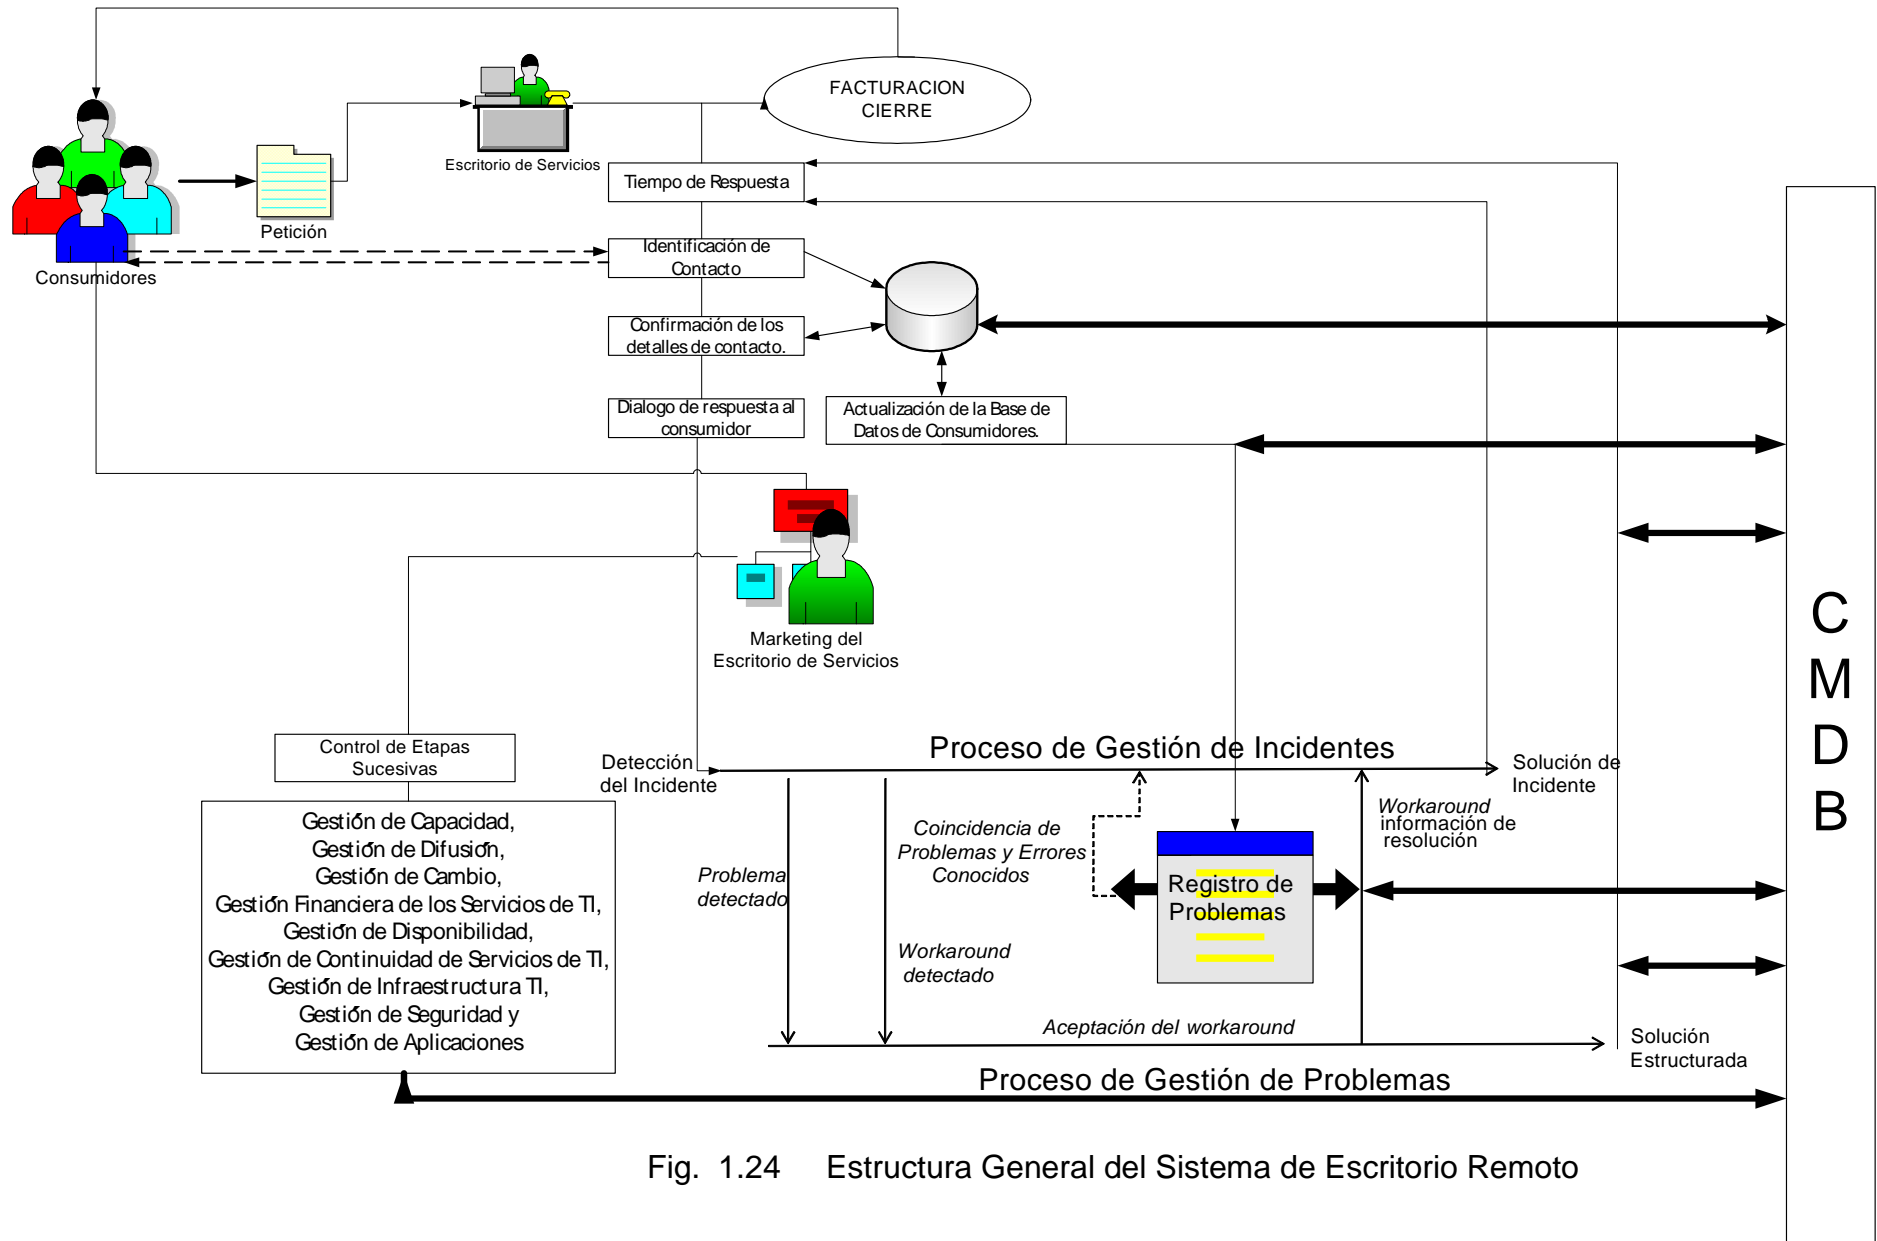 FACTURACION
CIERRE
Escritorio de Servicios
Tiempo de Respuesta
Petición
Consumidores
Identificación de
Contacto
Confirmación de los
detalles de contacto.
Dialogo de respuesta al
consumidor
Actualización de la Base de
Datos de Consumidores.
Marketing del
Escritorio de Servicios
C
M
D
B
Control de Etapas
Sucesivas
Gestión de Capacidad,
Gestión de Difusión,
Gestión de Cambio,
Gestión Financiera de los Servicios de TI,
Gestión de Disponibilidad,
Gestión de Continuidad de Servicios de TI,
Gestión de Infraestructura TI,
Gestión de Seguridad y
Gestión de Aplicaciones
Proceso de Gestión de Incidentes
Detección
del Incidente
Solución de
Incidente
Problema
detectado
Coincidencia de
Problemas y Errores
Conocidos
Workaround
detectado
Registro de
Problemas
Workaround
información de
resolución
Aceptación del workaround
Solución
Estructurada
Proceso de Gestión de Problemas
Fig. 1.24 Estructura General del Sistema de Escritorio Remoto